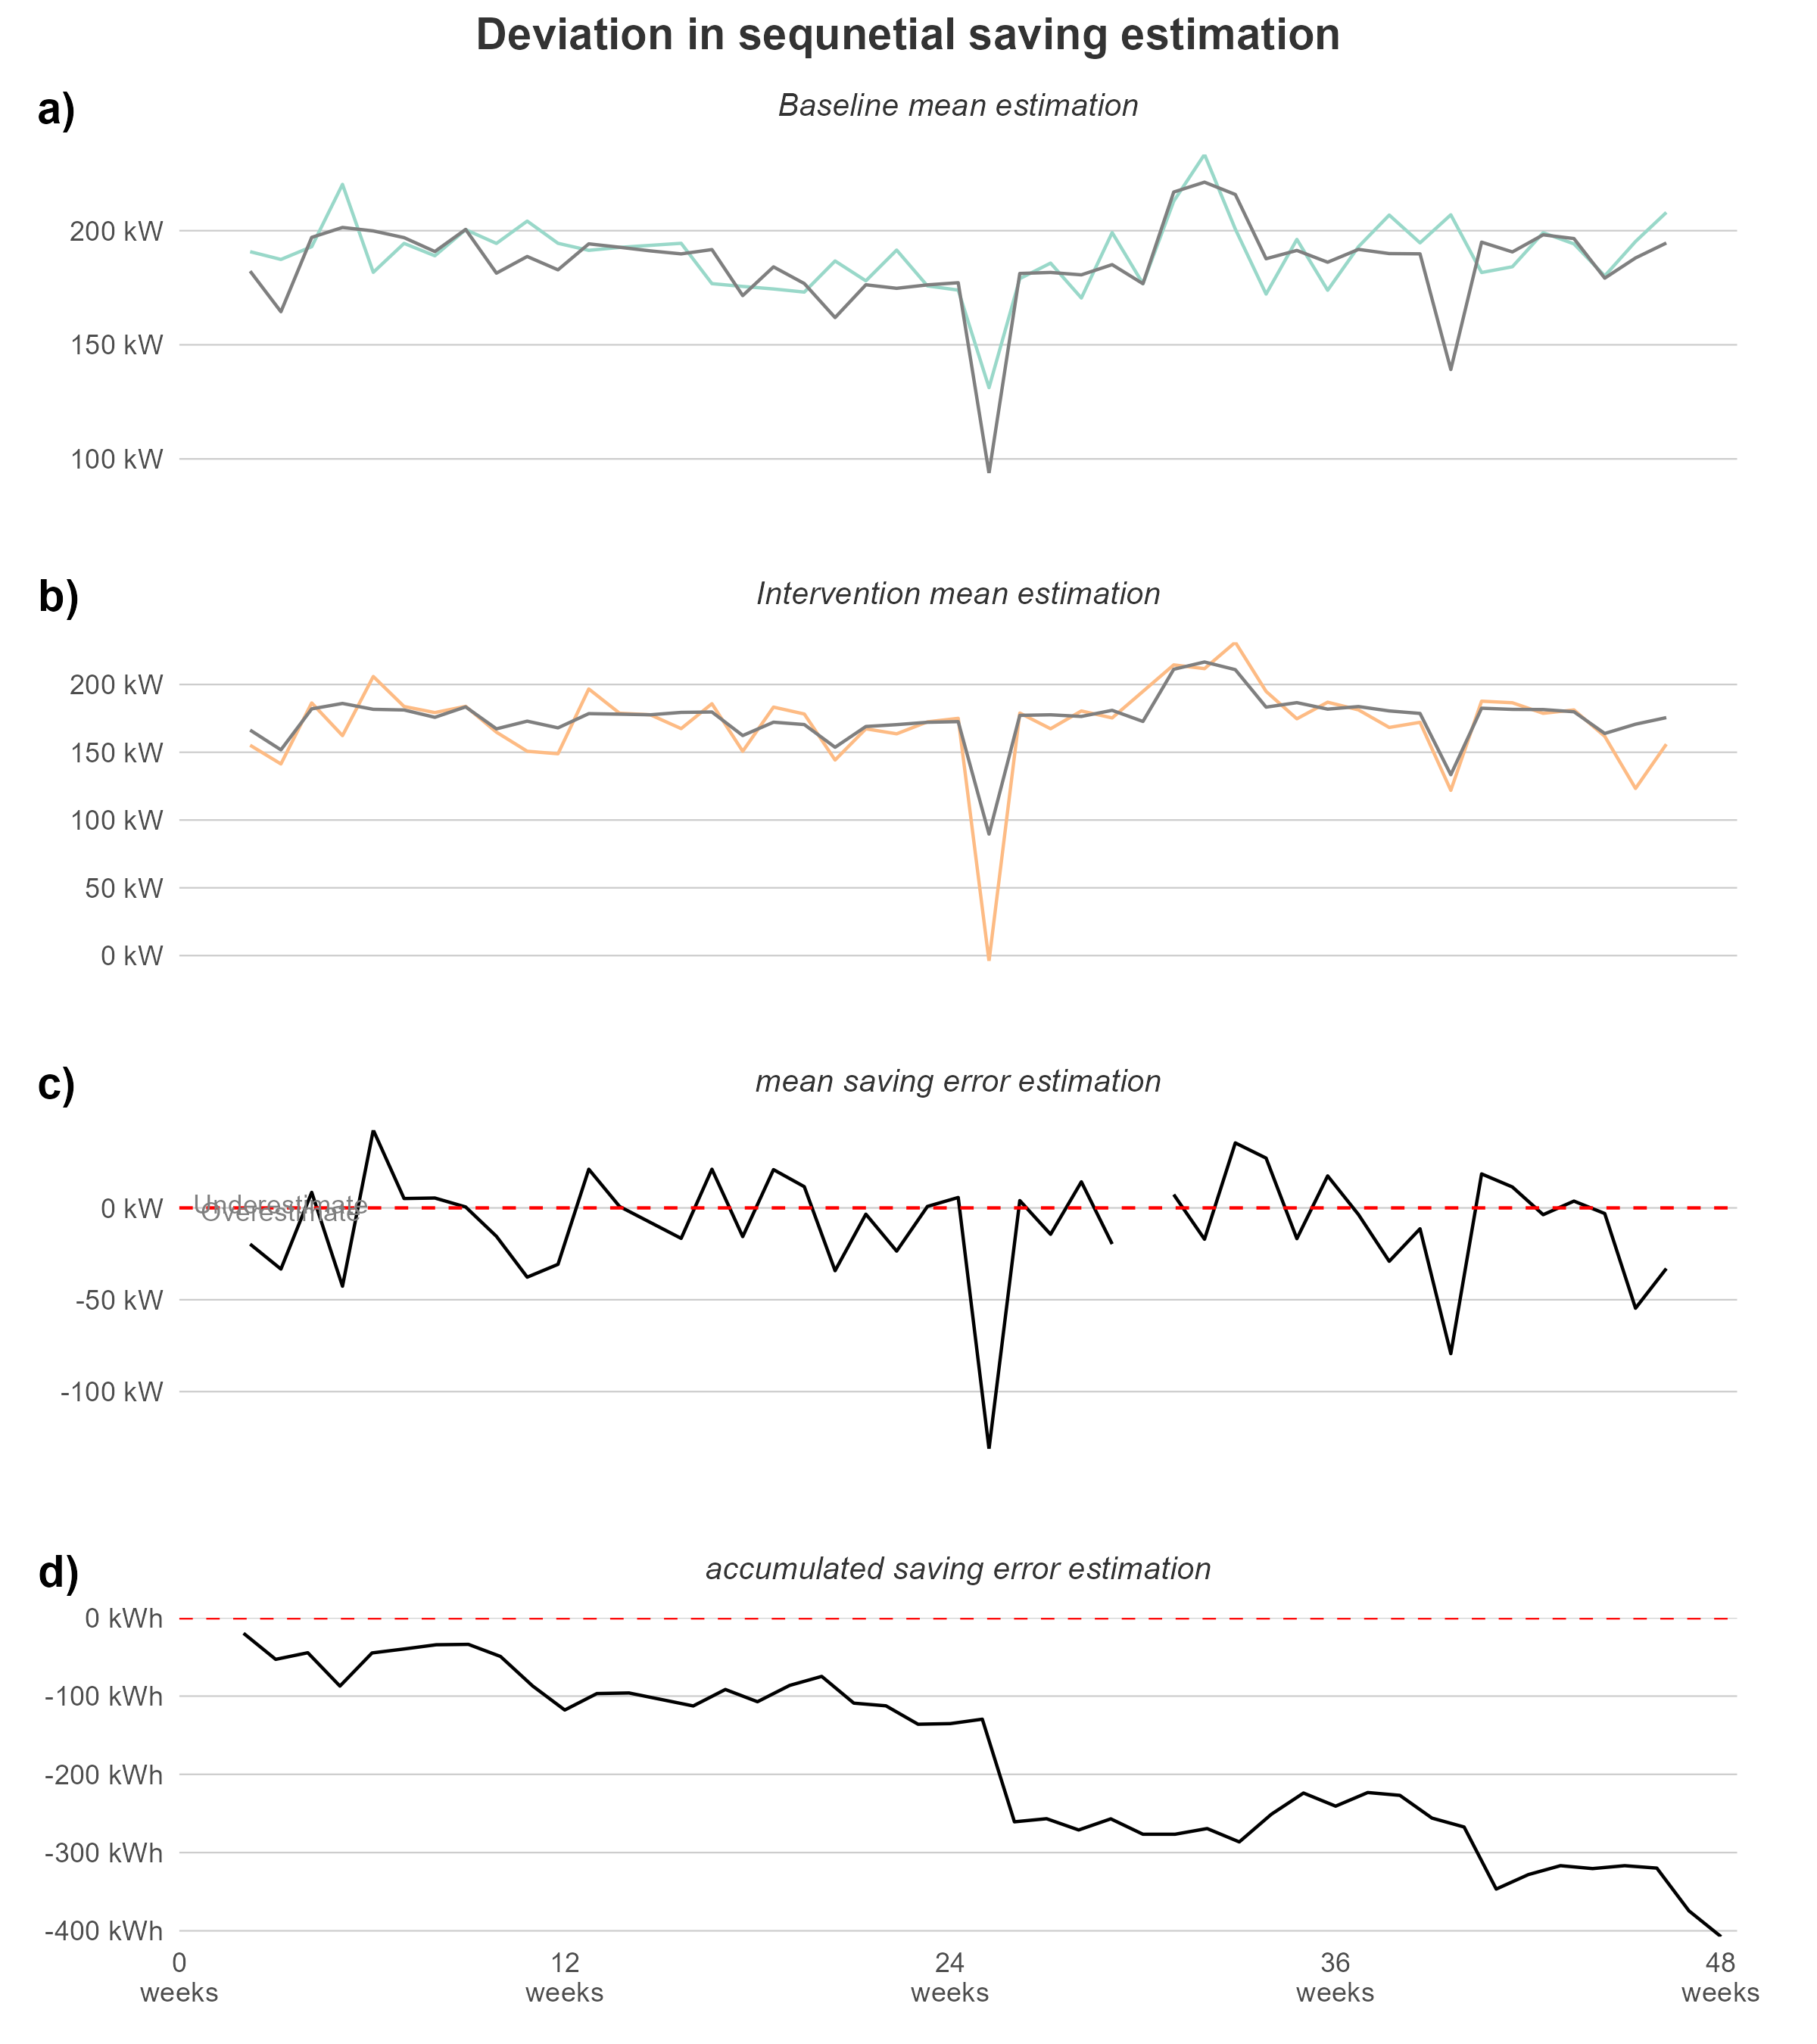 Deviation in sequnetial saving estimation
a)
Baseline mean estimation
200 kW
150 kW
100 kW
b)
Intervention mean estimation
200 kW
150 kW
100 kW
50 kW
0 kW
c)
mean saving error estimation
Underestimate
0 kW
Overestimate
-50 kW
-100 kW
d)
accumulated saving error estimation
0 kWh
-100 kWh
-200 kWh
-300 kWh
-400 kWh
0 12 24 36 48
weeks weeks weeks weeks weeks